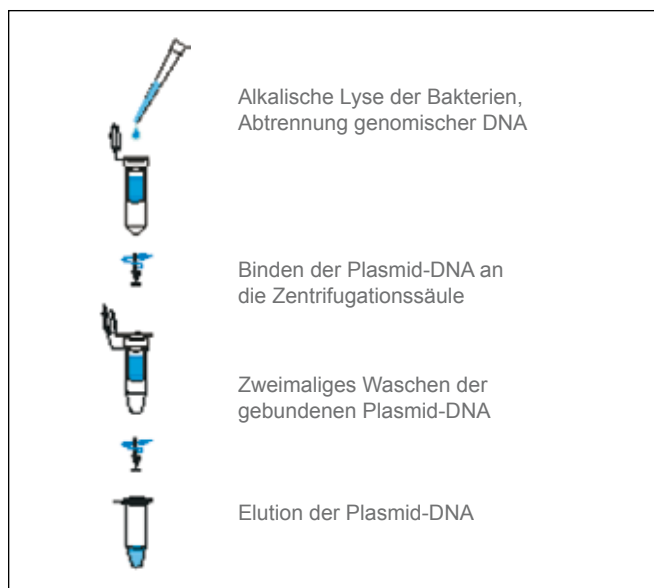 Alkalische Lyse der Bakterien,
Abtrennung genomischer DNA
Binden der Plasmid-DNA an
die Zentrifugationssäule
Zweimaliges Waschen der
gebundenen Plasmid-DNA
Elution der Plasmid-DNA